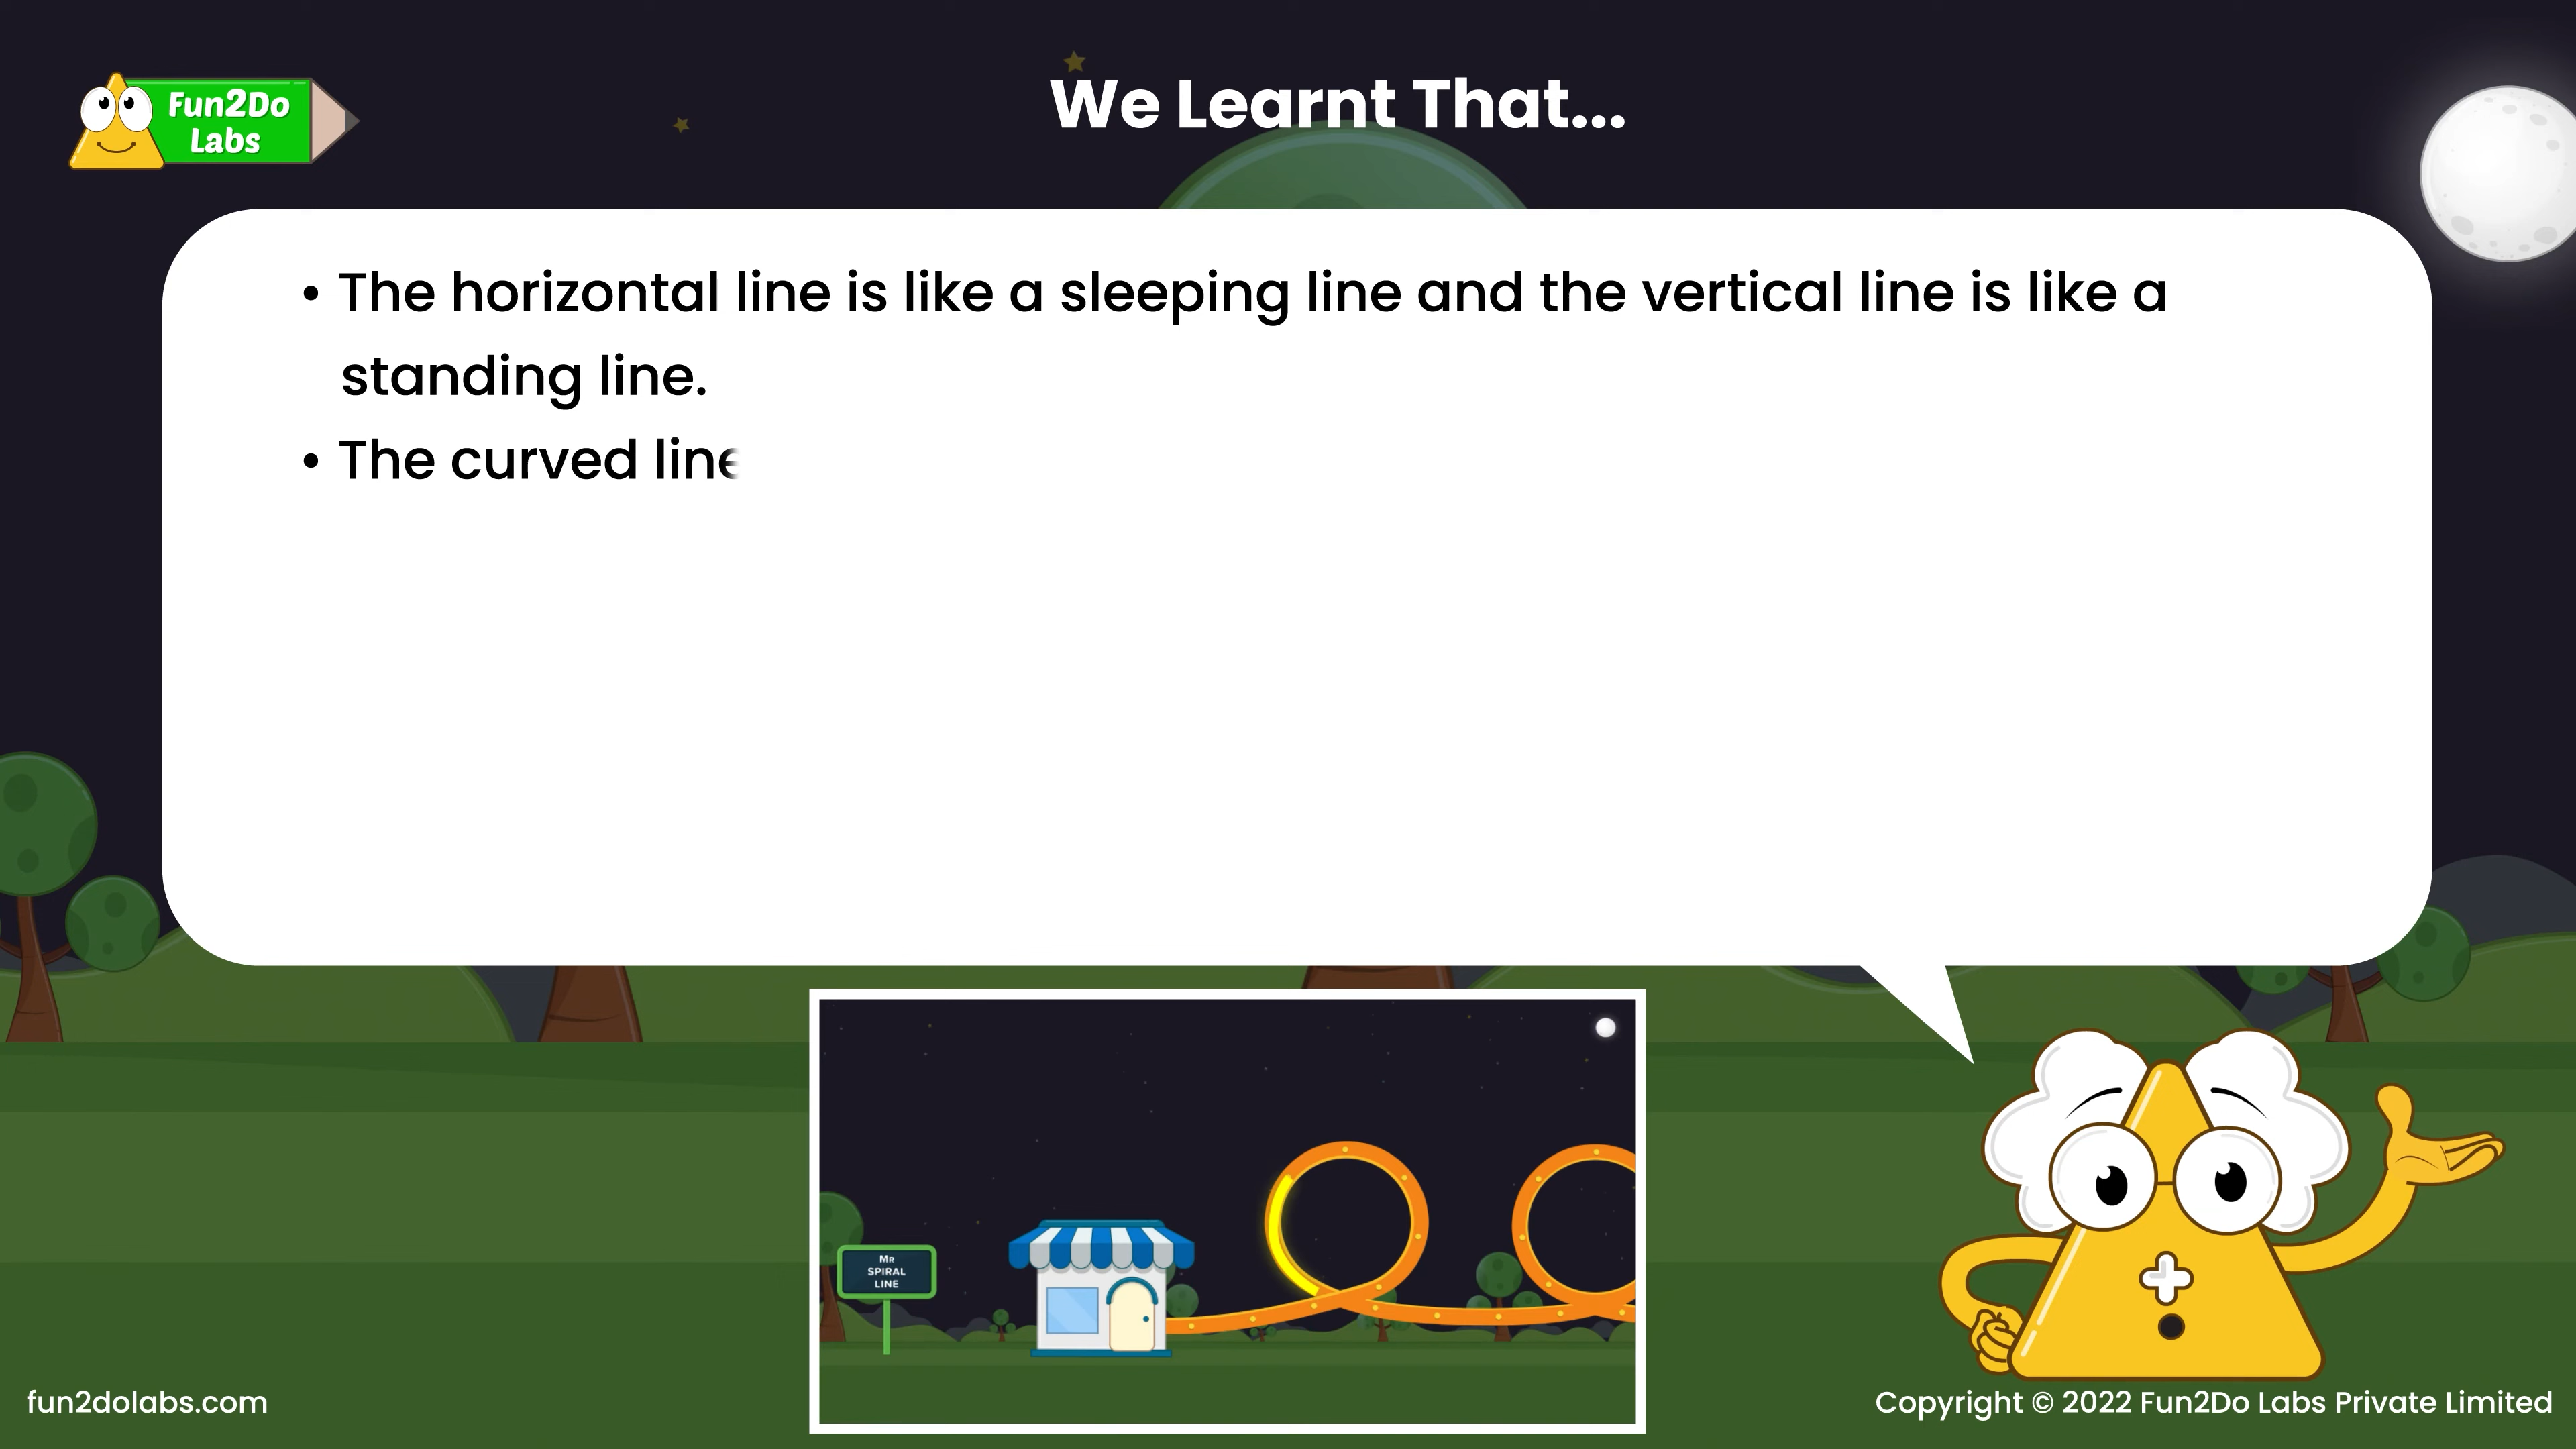 Fun2Do
Labs
We Learnt That...
• The horizontal line is like a sleeping line and the vertical line is like a
standing line.
• The curved line
MR
SPIRAL
LINE
fun2dolabs.com
Copyright © 2022 Fun2Do Labs Private Limited